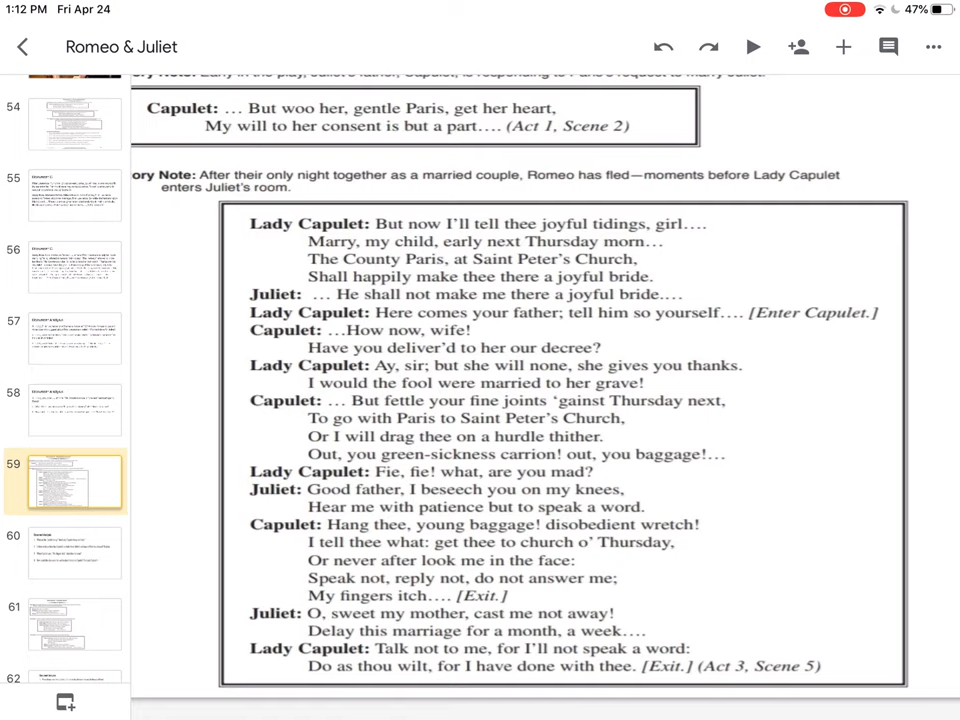 1:12 PM Fri Apr 24
47%
Romeo & Juliet
ory Note: Early in the play, Juliet's father, Capulet, is responding to Paris's request to marry Juliet.
Capulet: … But woo her, gentle Paris, get her heart,
My will to her consent is but a part…. (Act 1, Scene 2)
ory Note: After their only night together as a married couple, Romeo has fled—moments before Lady Capulet
enters Juliet's room.
Lady Capulet: But now I'll tell thee joyful tidings, girl….
Marry, my child, early next Thursday morn…
The County Paris, at Saint Peter's Church,
Shall happily make thee there a joyful bride.
Juliet: … He shall not make me there a joyful bride….
Lady Capulet: Here comes your father; tell him so yourself…. [Enter Capulet.]
Capulet: …How now, wife!
Have you deliver'd to her our decree?
Lady Capulet: Ay, sir; but she will none, she gives you thanks.
I would the fool were married to her grave!
Capulet: … But fettle your fine joints ‘gainst Thursday next,
To go with Paris to Saint Peter's Church,
Or I will drag thee on a hurdle thither.
Out, you green-sickness carrion! out, you baggage!…
Lady Capulet: Fie, fie! what, are you mad?
Juliet: Good father, I beseech you on my knees,
Hear me with patience but to speak a word.
Capulet: Hang thee, young baggage! disobedient wretch!
I tell thee what: get thee to church o' Thursday,
Or never after look me in the face:
Speak not, reply not, do not answer me;
My fingers itch…. [Exit.]
Juliet: O, sweet my mother, cast me not away!
Delay this marriage for a month, a week….
Lady Capulet: Talk not to me, for I'll not speak a word:
Do as thou wilt, for I have done with thee. [Exit.] (Act 3, Scene 5)
54
55
56
57
58
59
60
61
62